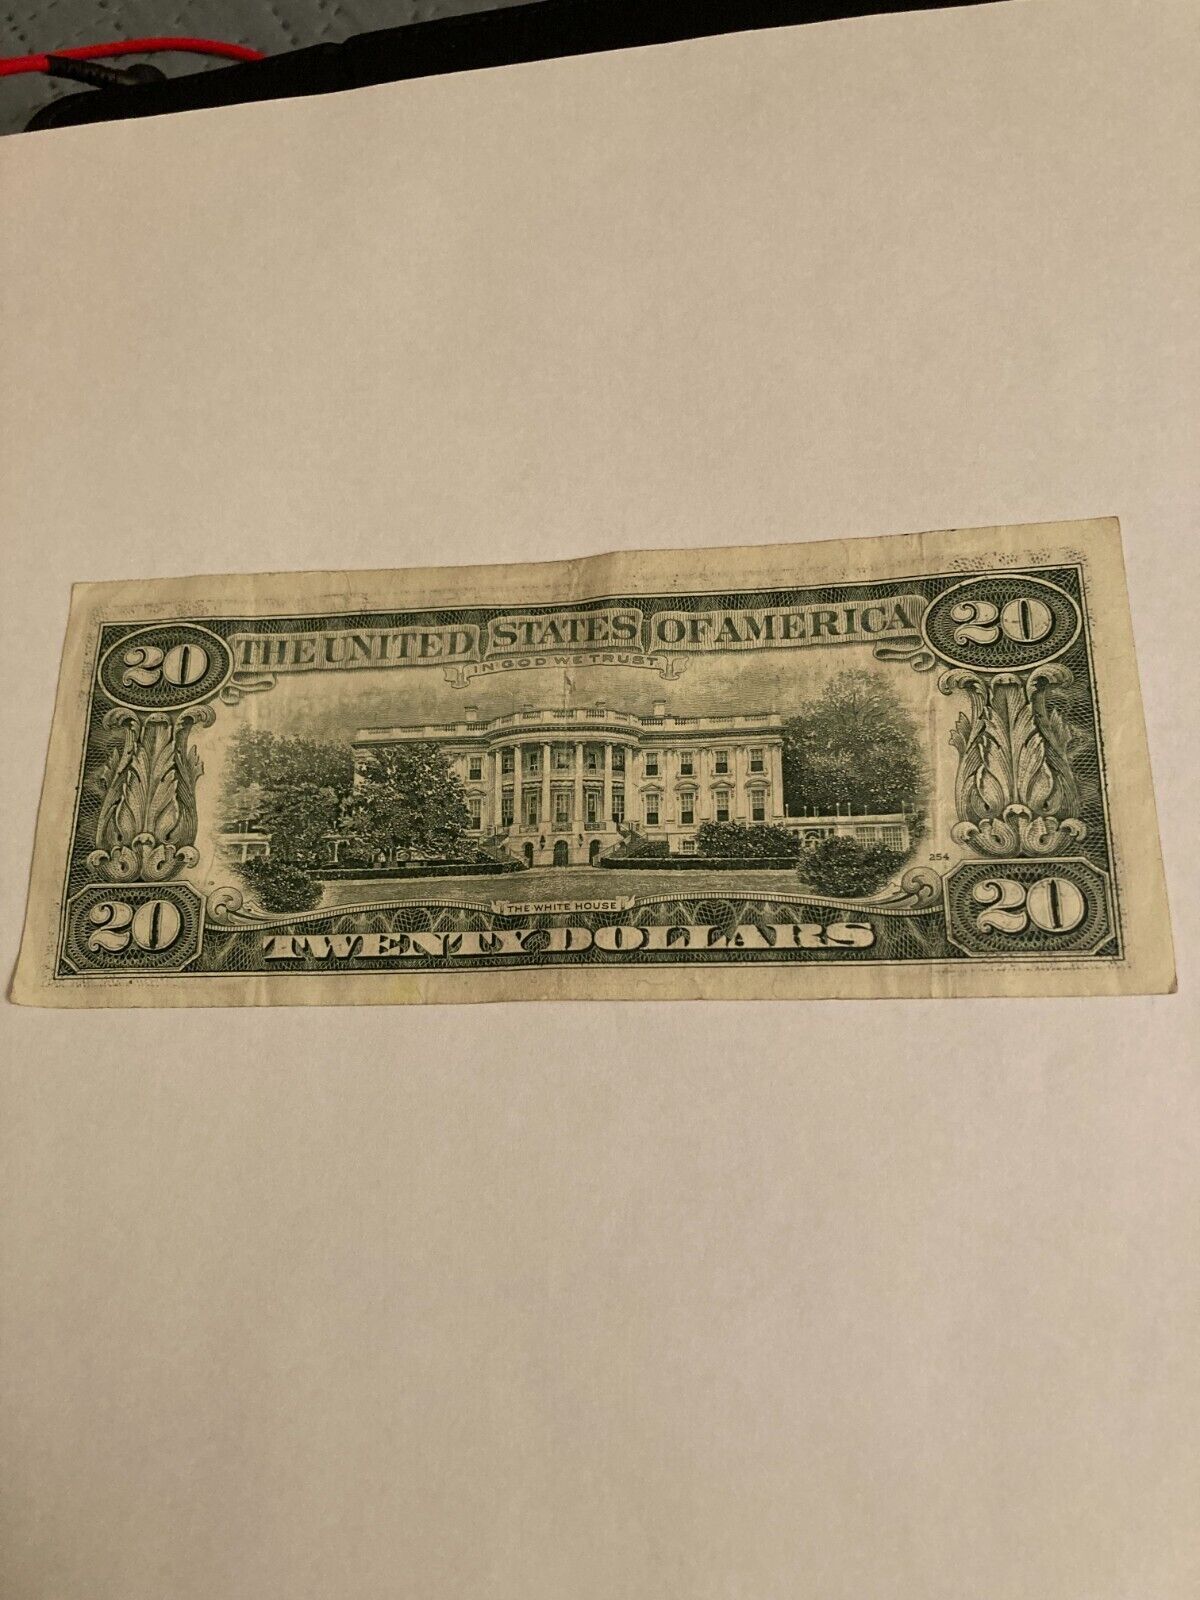 20 THE UNITED STATES OF AMERICA 20
IN GOD WE TRUST
254
THE WHITE HOUSE
20 TWENTY DOLLARS 20